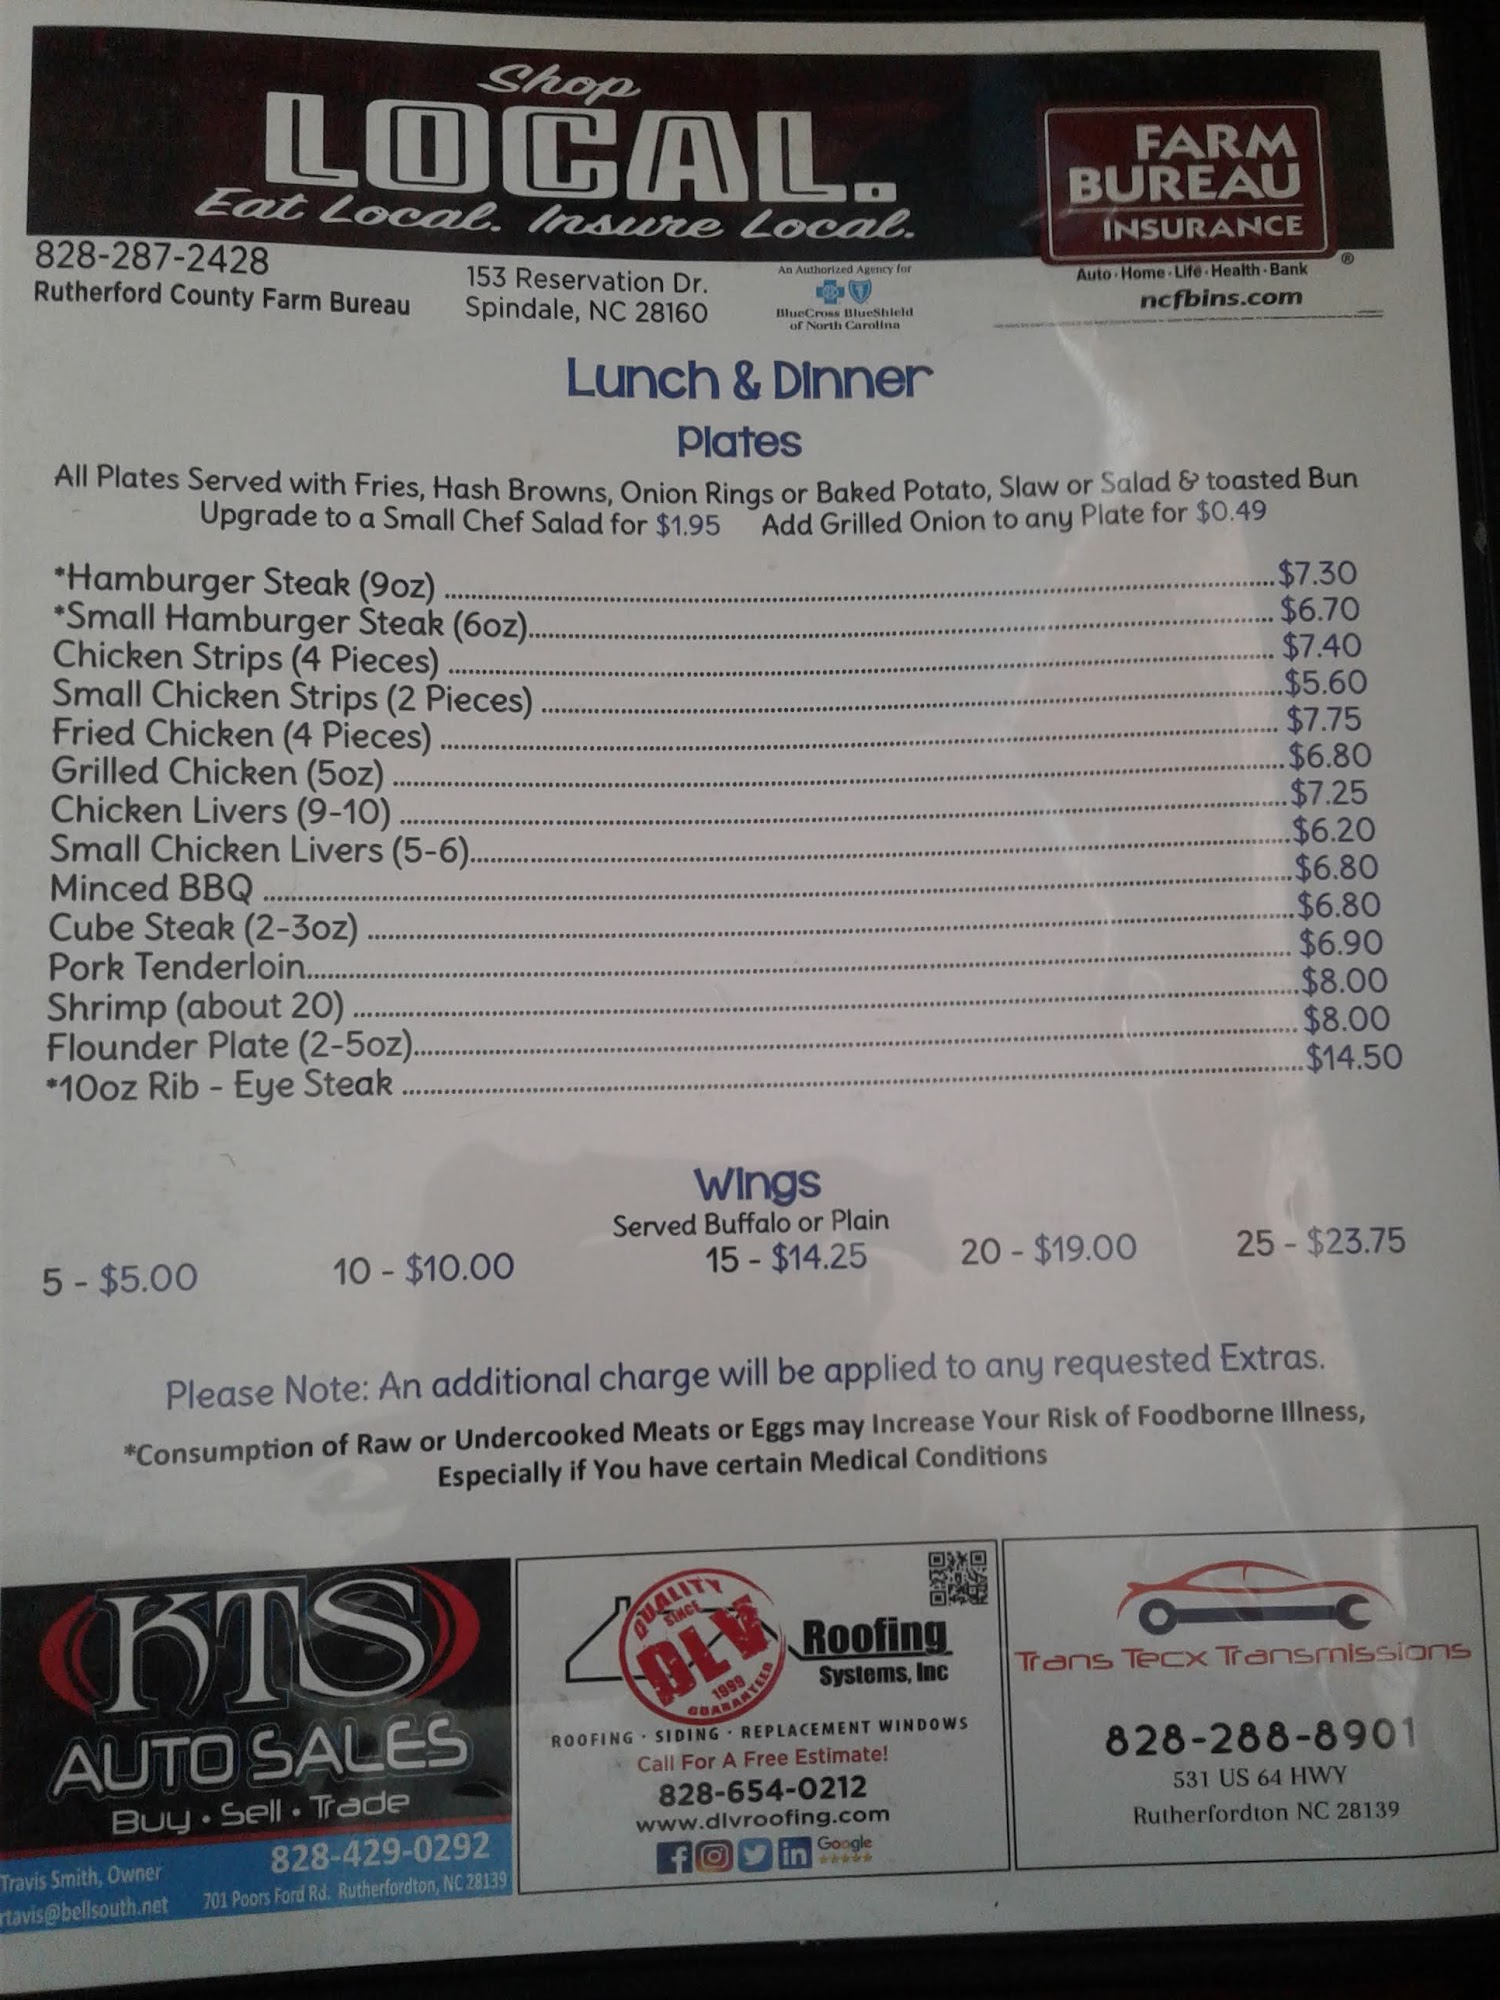 Shop
LOCAL.
Eat Local. Insure Local.
FARM
BUREAU
INSURANCE
®
828-287-2428
Rutherford County Farm Bureau
153 Reservation Dr.
Spindale, NC 28160
An Authorized Agency for
BlueCross BlueShield
of North Carolina
Auto · Home · Life · Health · Bank
ncfbins.com
Lunch & Dinner
Plates
All Plates Served with Fries, Hash Browns, Onion Rings or Baked Potato, Slaw or Salad & toasted Bun
Upgrade to a Small Chef Salad for $1.95 Add Grilled Onion to any Plate for $0.49
*Hamburger Steak (9oz) $7.30
*Small Hamburger Steak (6oz) $6.70
Chicken Strips (4 Pieces) $7.40
Small Chicken Strips (2 Pieces) $5.60
Fried Chicken (4 Pieces) $7.75
Grilled Chicken (5oz) $6.80
Chicken Livers (9-10) $7.25
Small Chicken Livers (5-6) $6.20
Minced BBQ $6.80
Cube Steak (2-3oz) $6.80
Pork Tenderloin $6.90
Shrimp (about 20) $8.00
Flounder Plate (2-5oz) $8.00
*10oz Rib - Eye Steak $14.50
Wings
Served Buffalo or Plain
5 - $5.00 10 - $10.00 15 - $14.25 20 - $19.00 25 - $23.75
Please Note: An additional charge will be applied to any requested Extras.
*Consumption of Raw or Undercooked Meats or Eggs may Increase Your Risk of Foodborne Illness,
Especially if You have certain Medical Conditions
KTS
AUTO SALES
Buy · Sell · Trade
828-429-0292
Travis Smith, Owner
rtavis@bellsouth.net
701 Poors Ford Rd. Rutherfordton, NC 28139
QUALITY
SINCE
DLV
1999
GUARANTEED
Roofing
Systems, Inc
ROOFING · SIDING · REPLACEMENT WINDOWS
Call For A Free Estimate!
828-654-0212
www.dlvroofing.com
Google
Trans Tecx Transmissions
828-288-8901
531 US 64 HWY
Rutherfordton NC 28139